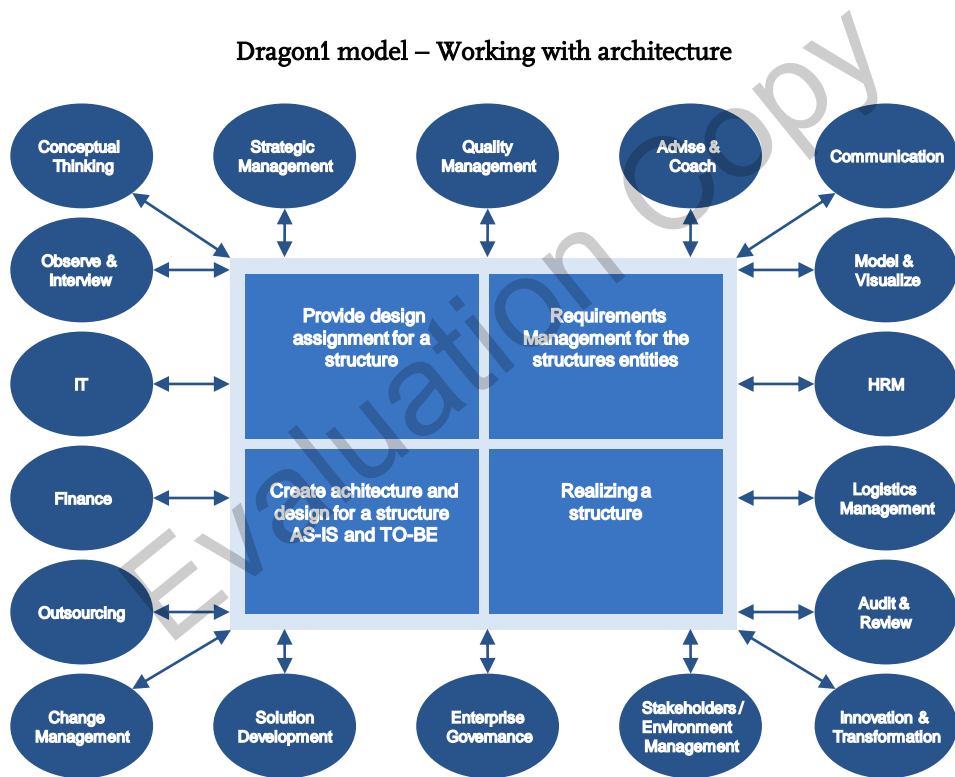 Dragon1 model – Working with architecture
Conceptual
Thinking
Strategic
Management
Quality
Management
Advise &
Coach
Communication
Observe &
Interview
Model &
Visualize
Provide design
assignment for a
structure
Requirements
Management for the
structures entities
IT
HRM
Finance
Logistics
Management
Create achitecture and
design for a structure
AS-IS and TO-BE
Realizing a
structure
Outsourcing
Audit &
Review
Change
Management
Solution
Development
Enterprise
Governance
Stakeholders /
Environment
Management
Innovation &
Transformation
Evaluation Copy